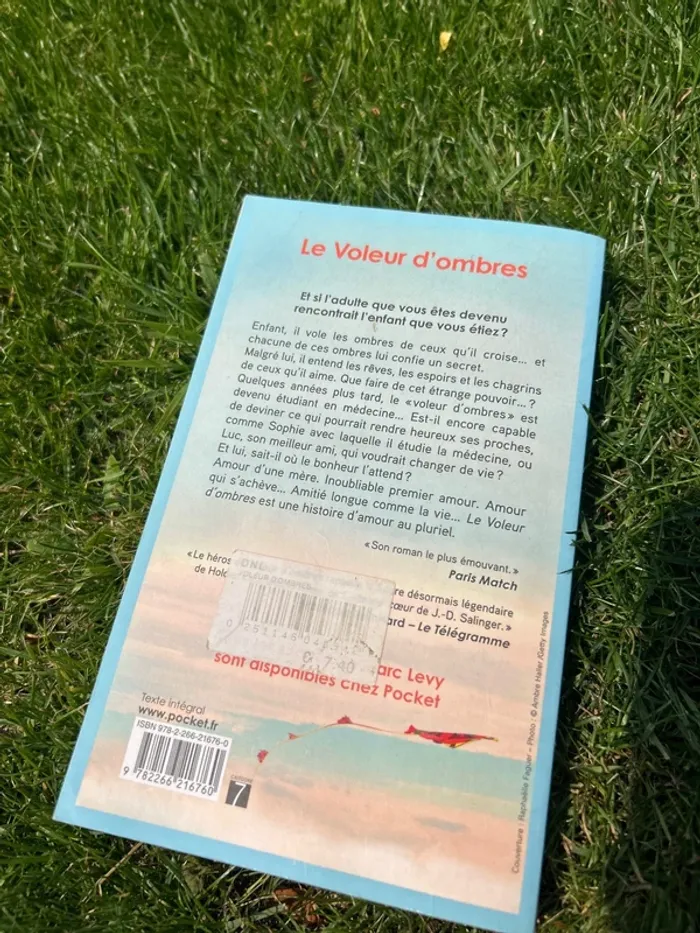 Le Voleur d'ombres
Et si l'adulte que vous êtes devenu
rencontrait l'enfant que vous étiez ?
Enfant, il vole les ombres de ceux qu'il croise... et
chacune de ces ombres lui confie un secret.
Malgré lui, il entend les rêves, les espoirs et les chagrins
de ceux qu'il aime. Que faire de cet étrange pouvoir... ?
Quelques années plus tard, le « voleur d'ombres » est
devenu étudiant en médecine... Est-il encore capable
de deviner ce qui pourrait rendre heureux ses proches,
comme Sophie avec laquelle il étudie la médecine, ou
Luc, son meilleur ami, qui voudrait changer de vie ?
Et lui, sait-il où le bonheur l'attend ?
Amour d'une mère. Inoubliable premier amour. Amour
qui s'achève... Amitié longue comme la vie... Le Voleur
d'ombres est une histoire d'amour au pluriel.
« Son roman le plus émouvant. »
Paris Match
« Le héros
re désormais légendaire
de Hol
cœur de J.-D. Salinger. »
ard – Le Télégramme
arc Levy
sont disponibles chez Pocket
Texte intégral
www.pocket.fr
ISBN 978-2-266-21676-0
9 782266 216760
CATÉGORIE
7
Couverture : Raphaëlle Faguer – Photo : © Ambre Haller /Getty Images